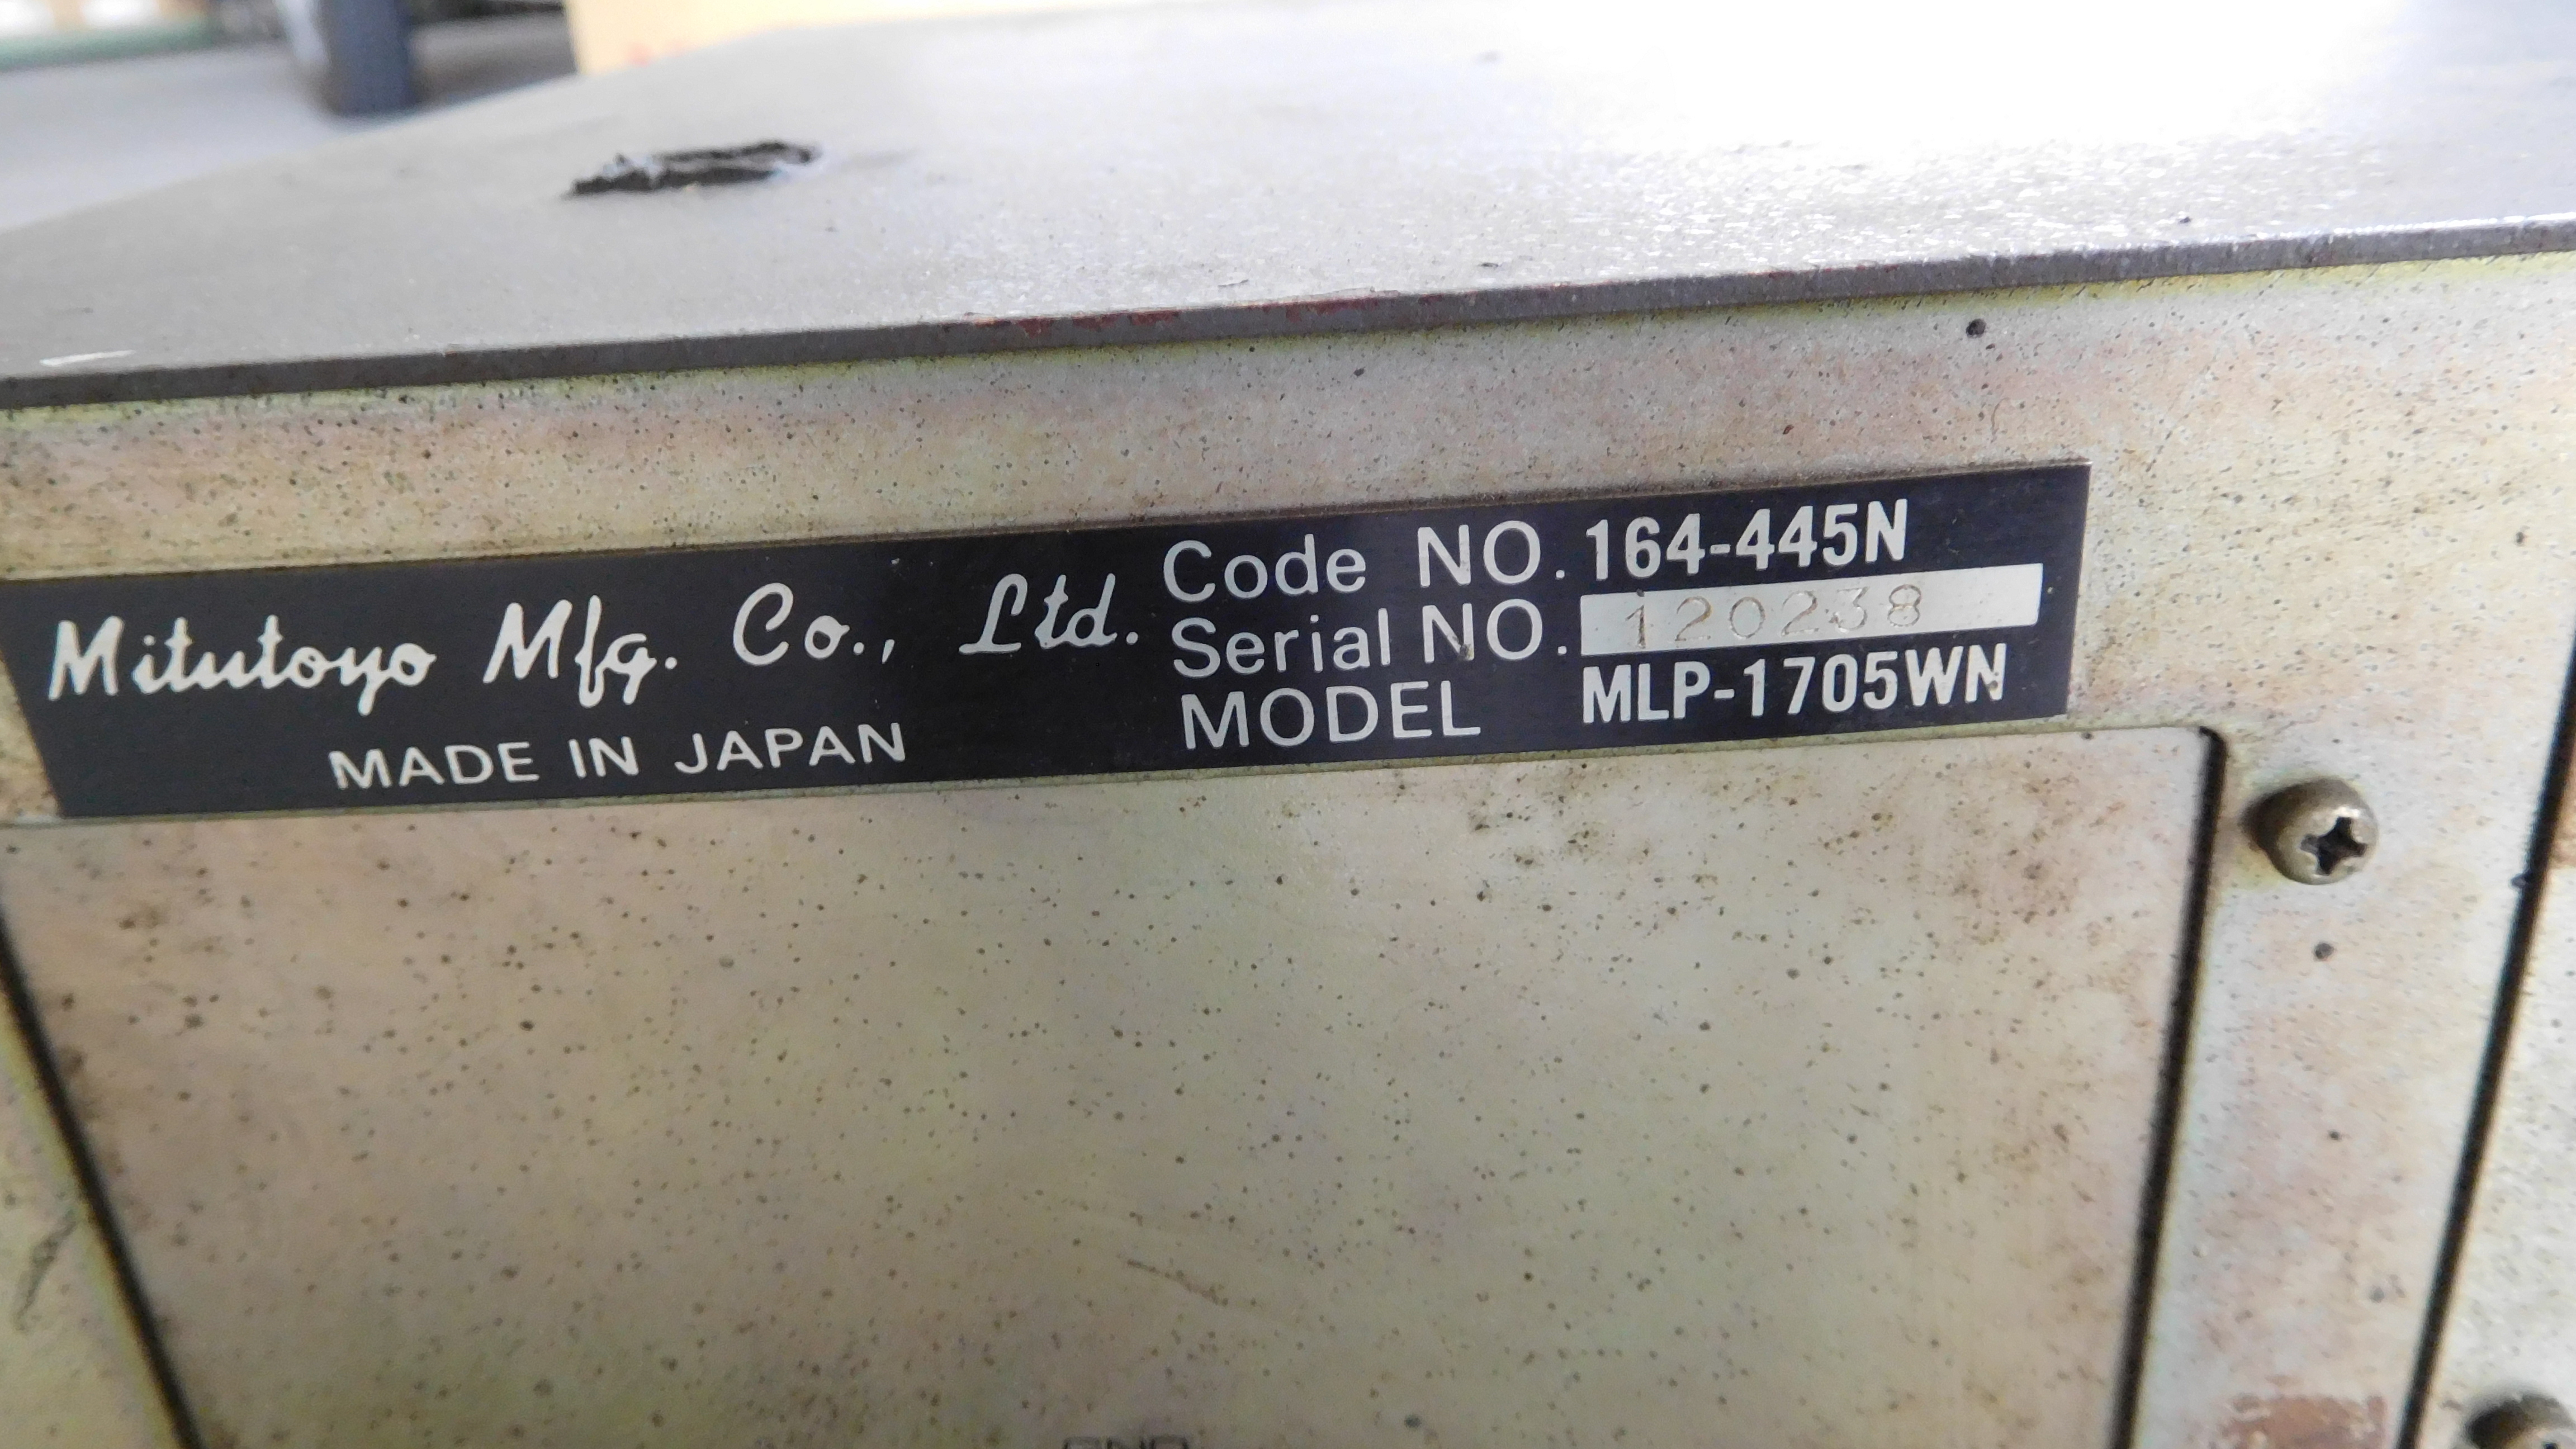 Mitutoyo Mfg. Co., Ltd.
MADE IN JAPAN
Code NO. 164-445N
Serial NO. 120238
MODEL MLP-1705WN